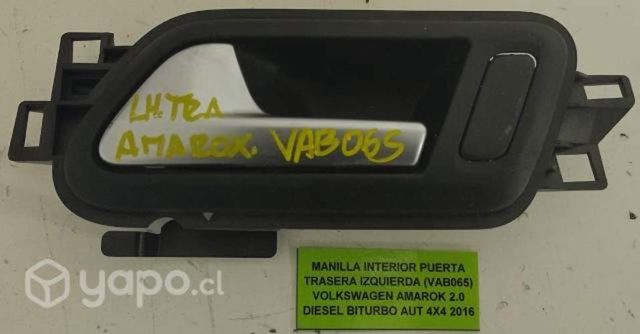 LH TRA
AMAROK. VAB065
MANILLA INTERIOR PUERTA
TRASERA IZQUIERDA (VAB065)
VOLKSWAGEN AMAROK 2.0
DIESEL BITURBO AUT 4X4 2016
yapo.cl